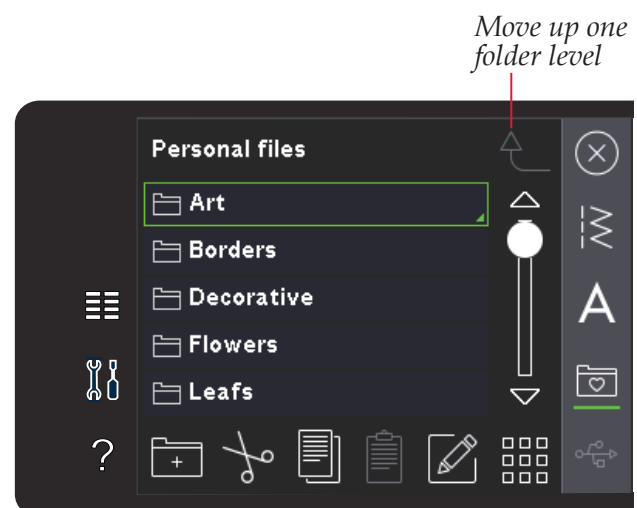 Move up one
folder level
Personal files
Art
Borders
Decorative
Flowers
Leafs
A
?